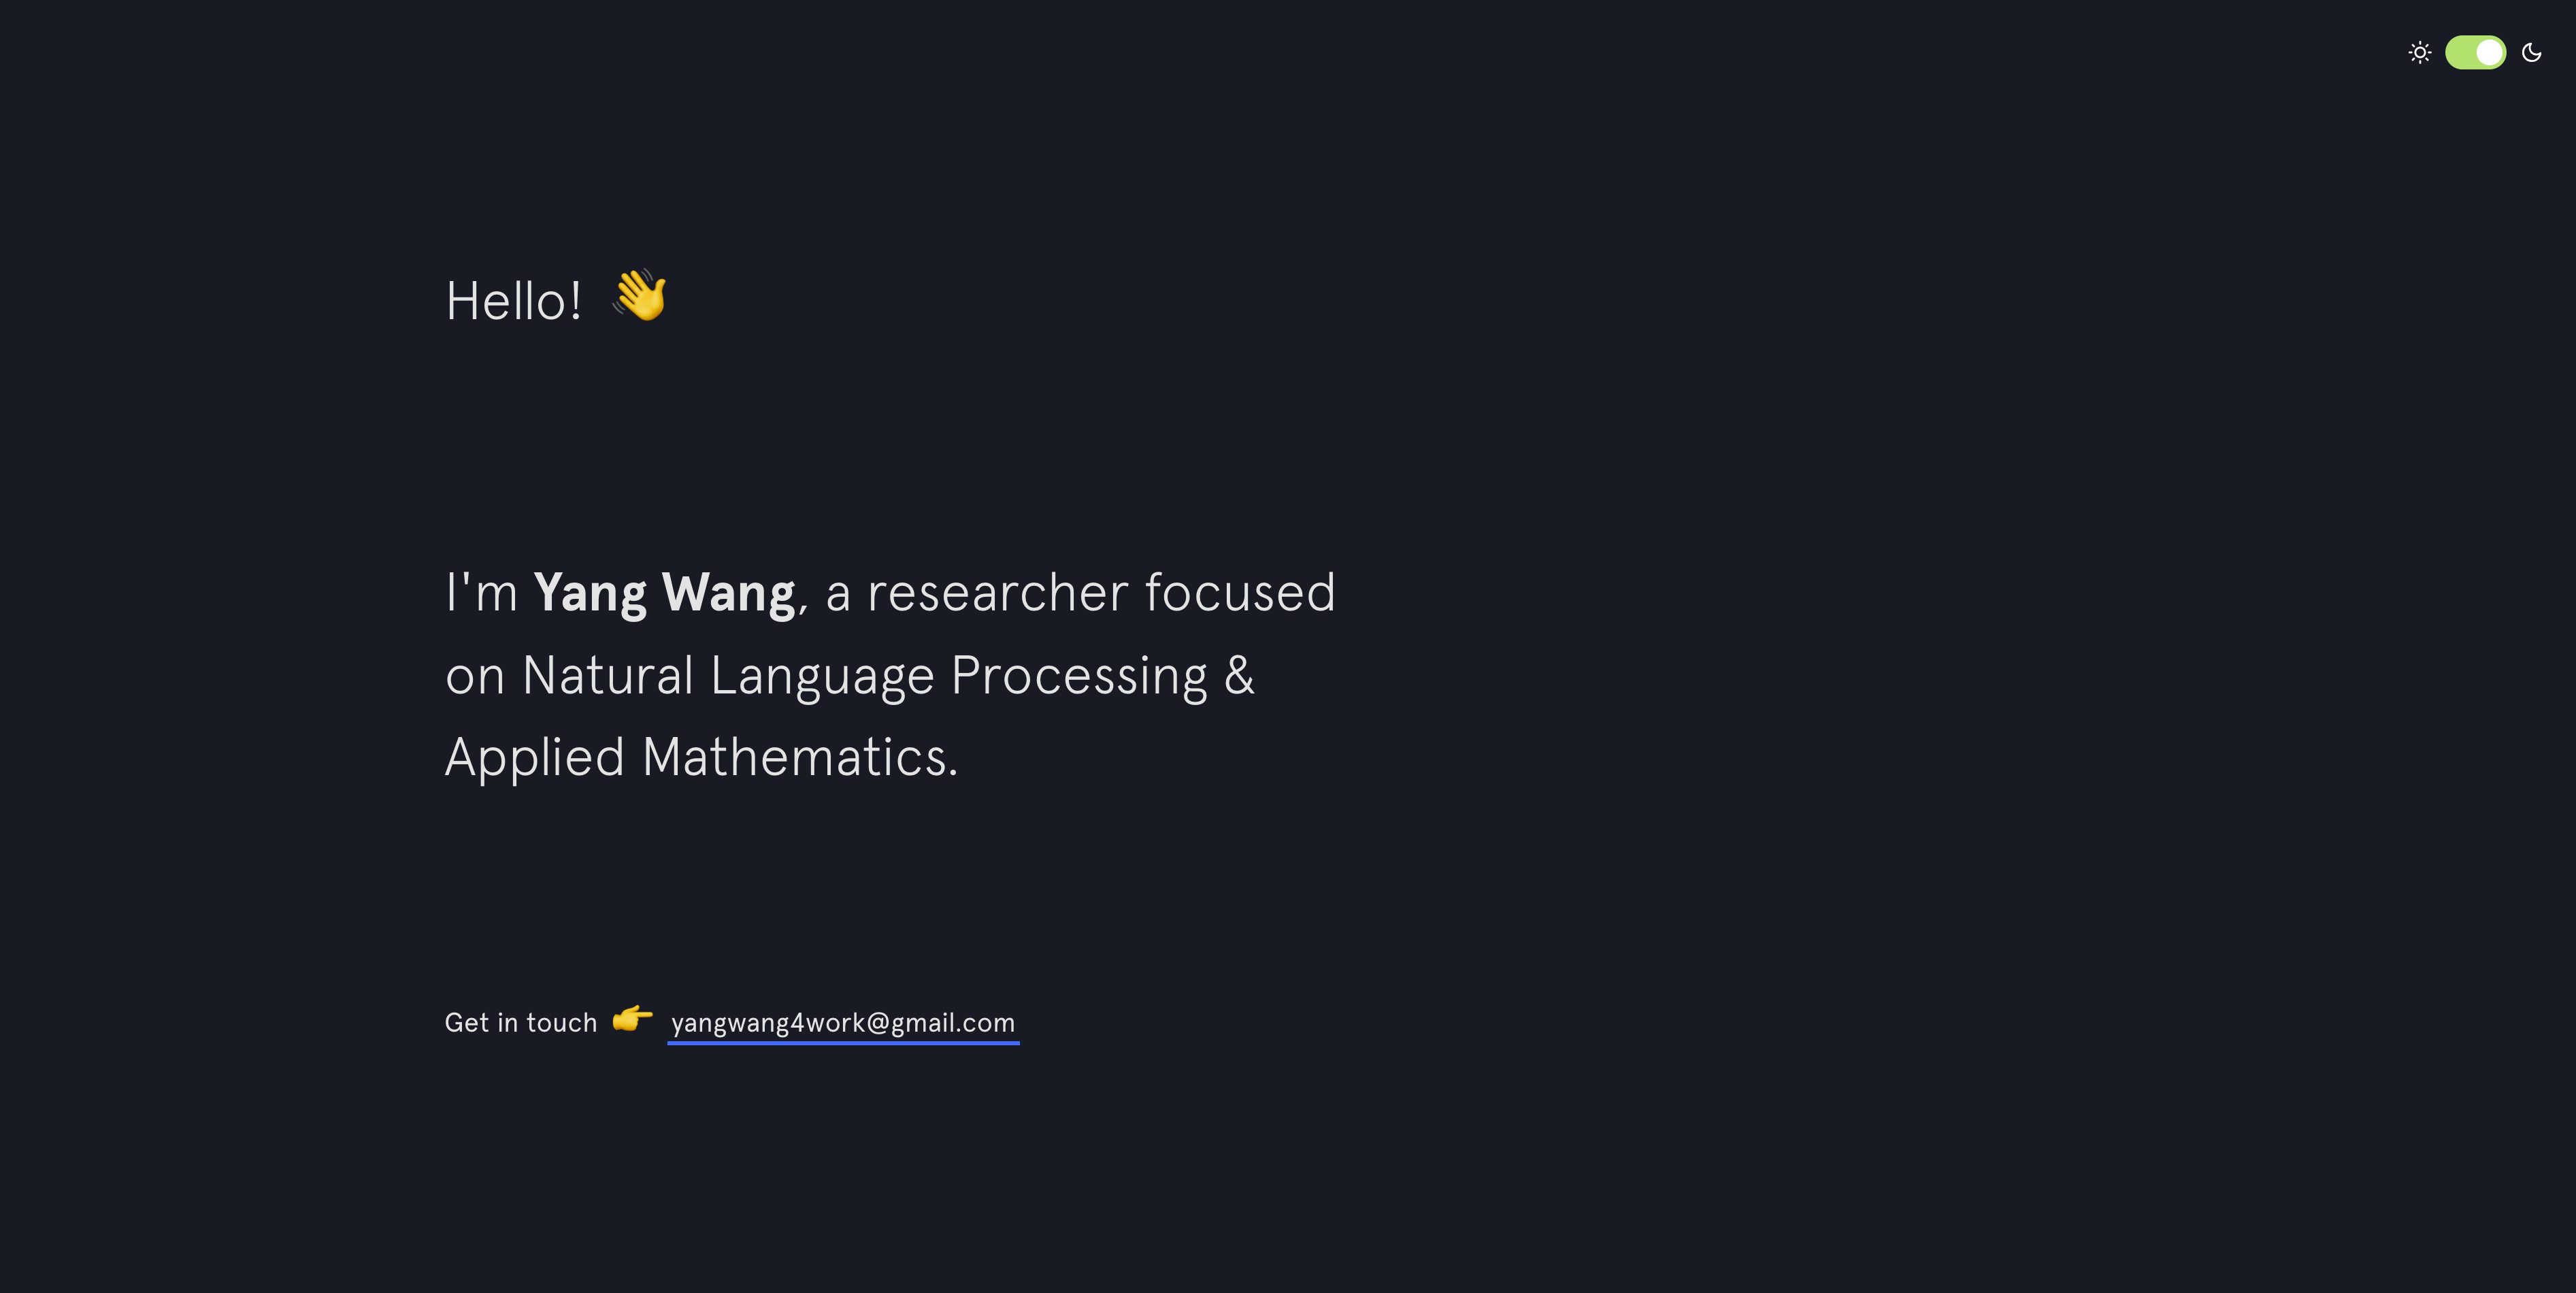 Hello! 👋
I'm Yang Wang, a researcher focused
on Natural Language Processing &
Applied Mathematics.
Get in touch 👉 yangwang4work@gmail.com